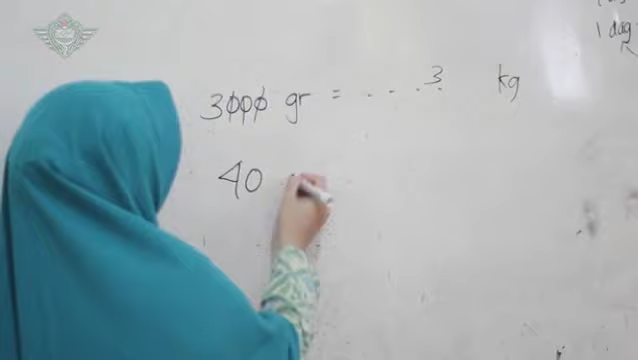 3000 gr = . . . 3. kg
40
1 dag